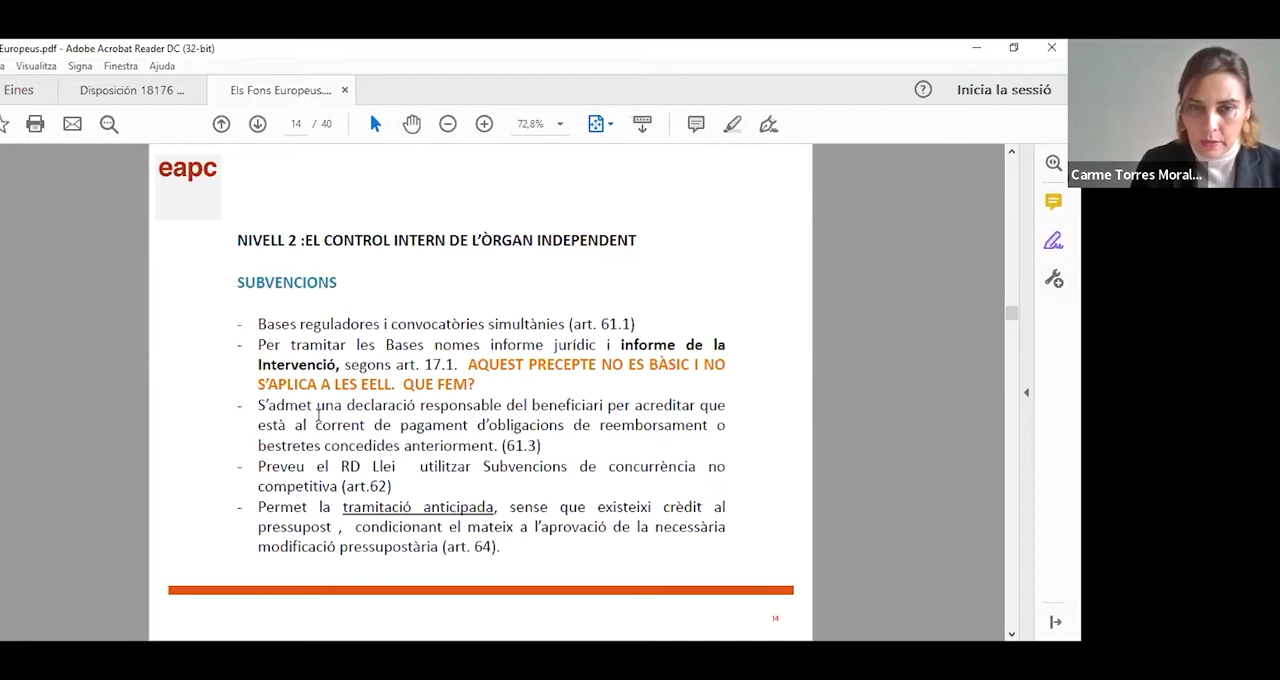 Europeus.pdf - Adobe Acrobat Reader DC (32-bit)
a Visualitza Signa Finestra Ajuda
Eines Disposición 18176 ... Els Fons Europeus.... Inicia la sessió
14 / 40 72,8%
Carme Torres Moral...
eapc
NIVELL 2 :EL CONTROL INTERN DE L’ÒRGAN INDEPENDENT
SUBVENCIONS
- Bases reguladores i convocatòries simultànies (art. 61.1)
- Per tramitar les Bases nomes informe jurídic i informe de la
Intervenció, segons art. 17.1. AQUEST PRECEPTE NO ES BÀSIC I NO
S’APLICA A LES EELL. QUE FEM?
- S’admet una declaració responsable del beneficiari per acreditar que
està al corrent de pagament d’obligacions de reemborsament o
bestretes concedides anteriorment. (61.3)
- Preveu el RD Llei utilitzar Subvencions de concurrència no
competitiva (art.62)
- Permet la tramitació anticipada, sense que existeixi crèdit al
pressupost , condicionant el mateix a l’aprovació de la necessària
modificació pressupostària (art. 64).
14